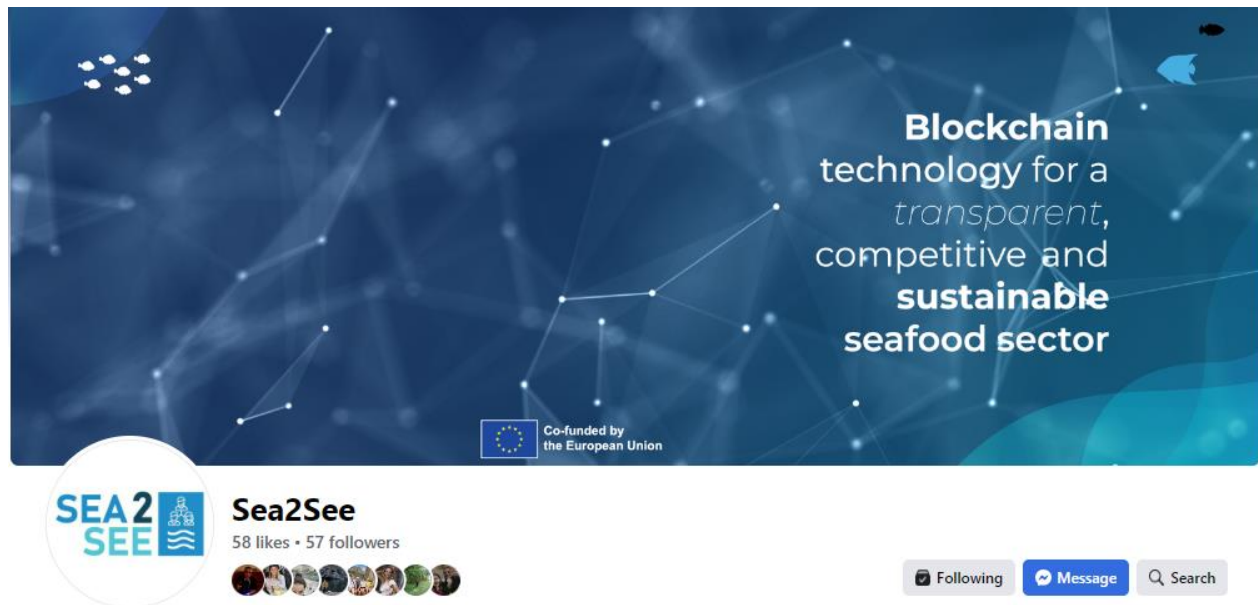 Blockchain
technology for a
transparent,
competitive and
sustainable
seafood sector
Co-funded by
the European Union
SEA2
SEE
Sea2See
58 likes • 57 followers
Following
Message
Search